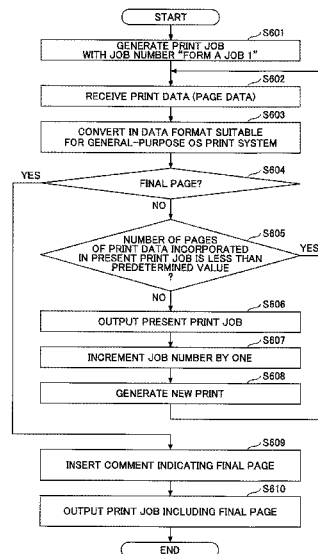 START
S601
GENERATE PRINT JOB
WITH JOB NUMBER "FORM A JOB 1"
S602
RECEIVE PRINT DATA (PAGE DATA)
S603
CONVERT IN DATA FORMAT SUITABLE
FOR GENERAL-PURPOSE OS PRINT SYSTEM
S604
YES
FINAL PAGE?
NO
S605
NUMBER OF PAGES
OF PRINT DATA INCORPORATED
IN PRESENT PRINT JOB IS LESS THAN
PREDETERMINED VALUE
?
YES
NO
S606
OUTPUT PRESENT PRINT JOB
S607
INCREMENT JOB NUMBER BY ONE
S608
GENERATE NEW PRINT
S609
INSERT COMMENT INDICATING FINAL PAGE
S610
OUTPUT PRINT JOB INCLUDING FINAL PAGE
END